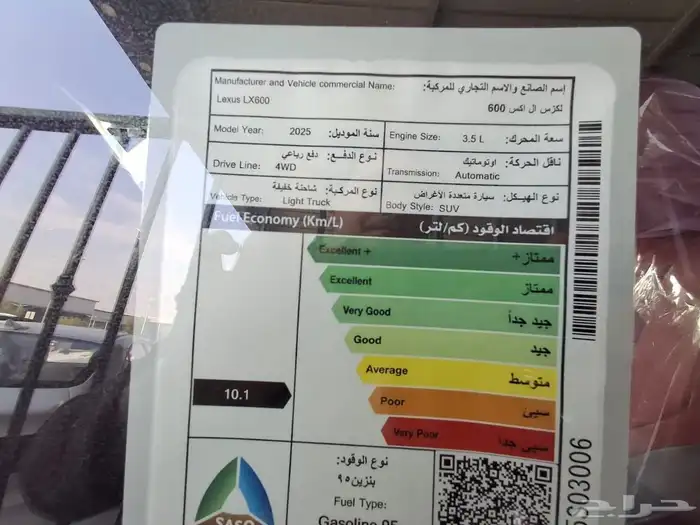 Manufacturer and Vehicle commercial Name: إسم الصانع والاسم التجاري للمركبة:
Lexus LX600 لكزس ال اكس 600
Model Year: 2025 سنة الموديل: Engine Size: 3.5 L سعة المحرك:
نوع الدفـــع: دفع رباعي ناقل الحركة: اوتوماتيك
Drive Line: 4WD Transmission: Automatic
نوع المركبة: شاحنة خفيفة نوع الهيكل: سيارة متعددة الأغراض
Vehicle Type: Light Truck Body Style: SUV
Fuel Economy (Km/L) اقتصاد الوقود (كم/لتر)
Excellent + ممتاز+
Excellent ممتاز
Very Good جيد جداً
Good جيد
Average متوسط
10.1
Poor سيئ
Very Poor سيئ جداً
نوع الوقود:
بنزين ٩٥
Fuel Type:
Gasoline 95
SASO
0303006
حراج